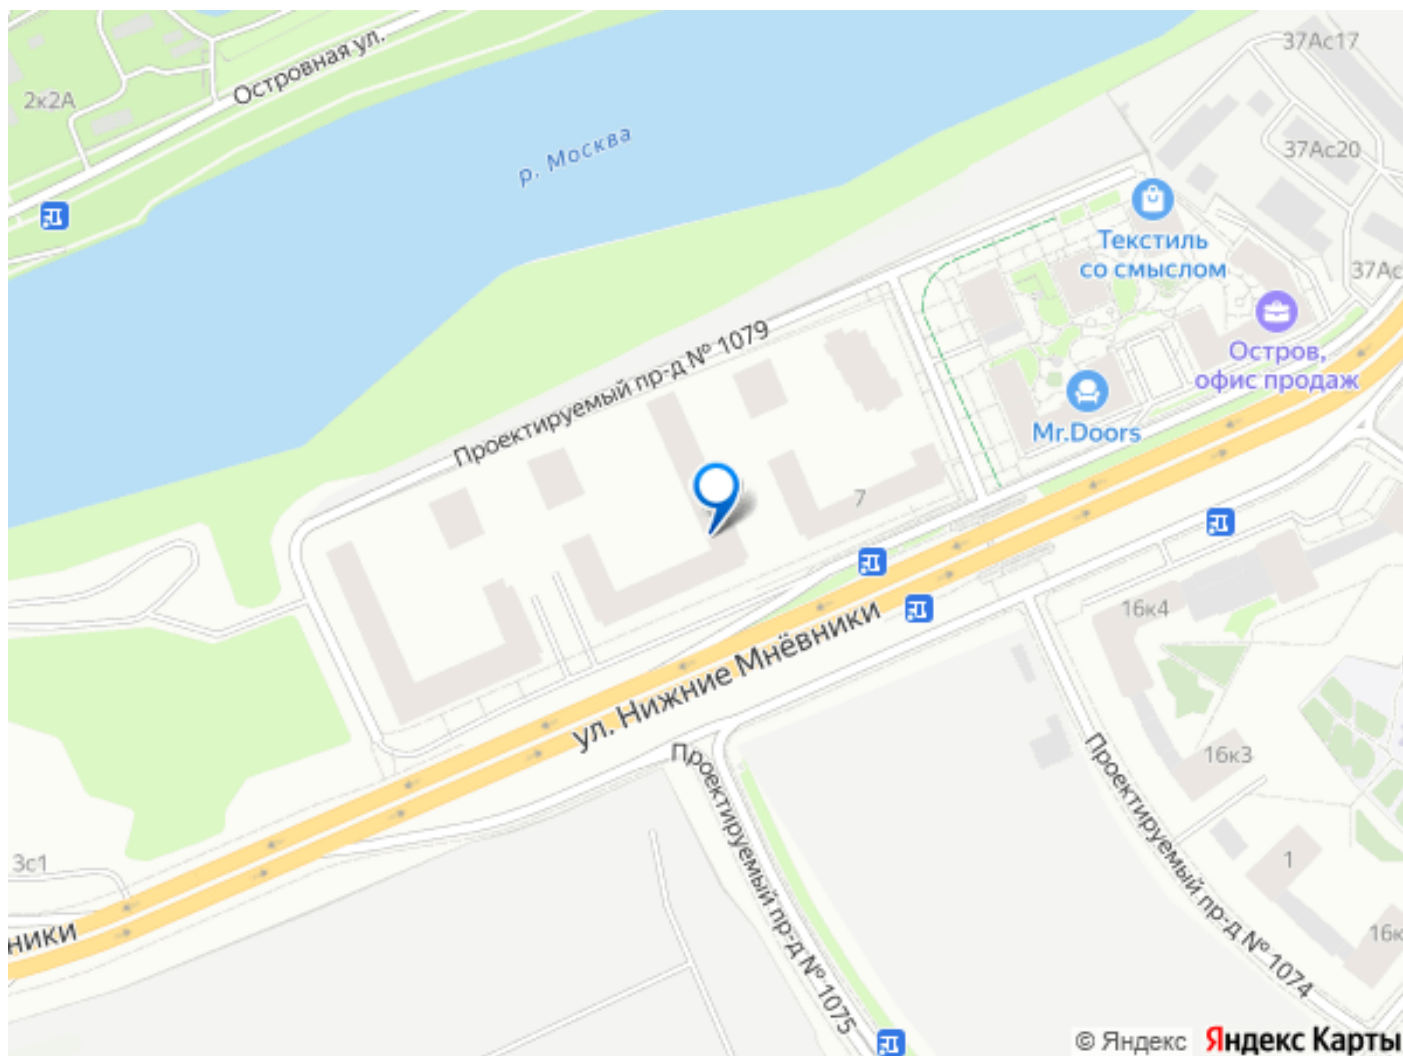 37Ас17
Островная ул.
2к2А
р. Москва
37Ас20
Текстиль
со смыслом
37Ас
Остров,
офис продаж
Проектируемый пр-д № 1079
Mr.Doors
7
16к4
ул. Нижние Мнёвники
Проектируемый пр-д № 1075
16к3
Проектируемый пр-д № 1074
3с1
1
ники
16к
© Яндекс Яндекс Карты